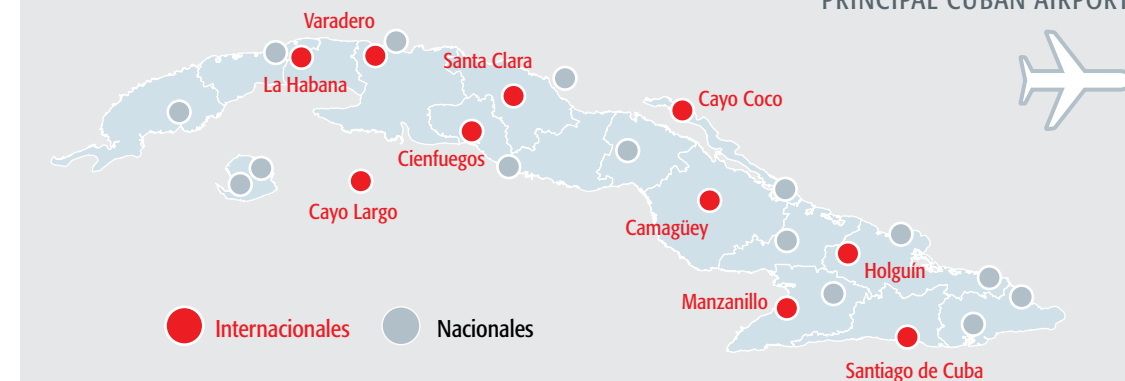 PRINCIPAL CUBAN AIRPORT
Varadero
La Habana
Santa Clara
Cayo Coco
Cienfuegos
Cayo Largo
Camagüey
Holguín
Manzanillo
Internacionales
Nacionales
Santiago de Cuba